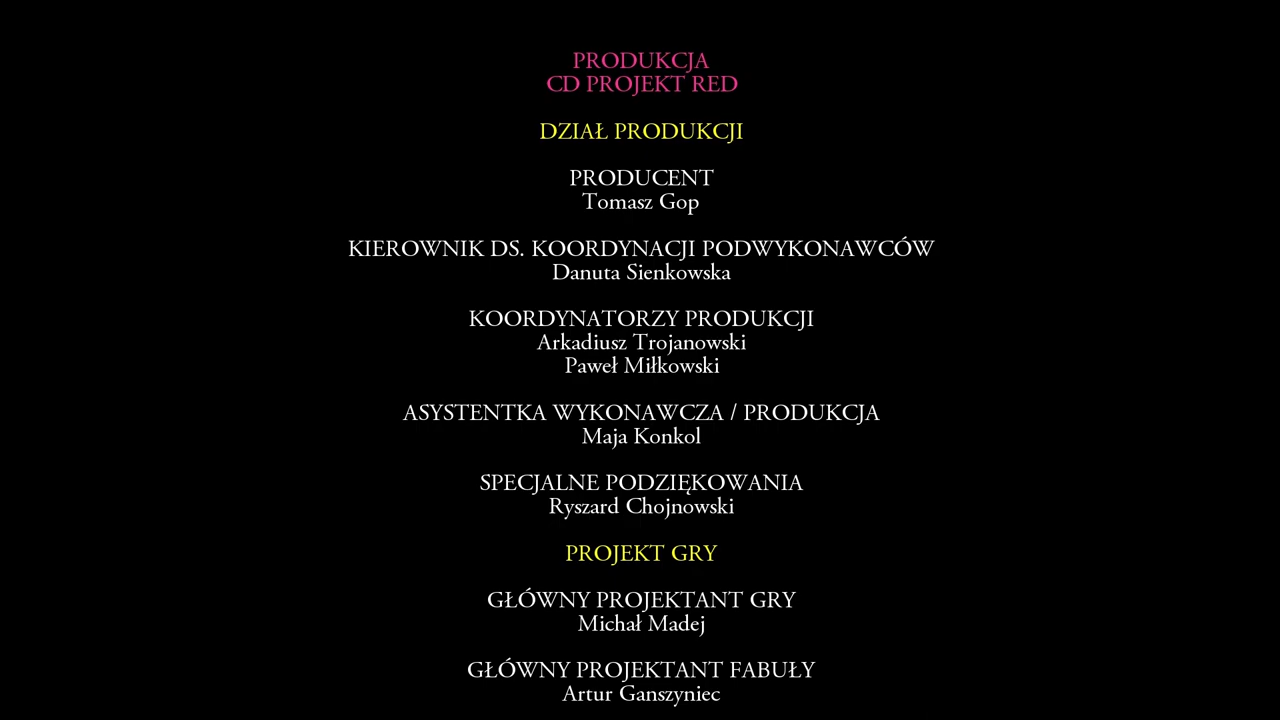 PRODUKCJA
CD PROJEKT RED
DZIAŁ PRODUKCJI
PRODUCENT
Tomasz Gop
KIEROWNIK DS. KOORDYNACJI PODWYKONAWCÓW
Danuta Sienkowska
KOORDYNATORZY PRODUKCJI
Arkadiusz Trojanowski
Paweł Miłkowski
ASYSTENTKA WYKONAWCZA / PRODUKCJA
Maja Konkol
SPECJALNE PODZIĘKOWANIA
Ryszard Chojnowski
PROJEKT GRY
GŁÓWNY PROJEKTANT GRY
Michał Madej
GŁÓWNY PROJEKTANT FABUŁY
Artur Ganszyniec